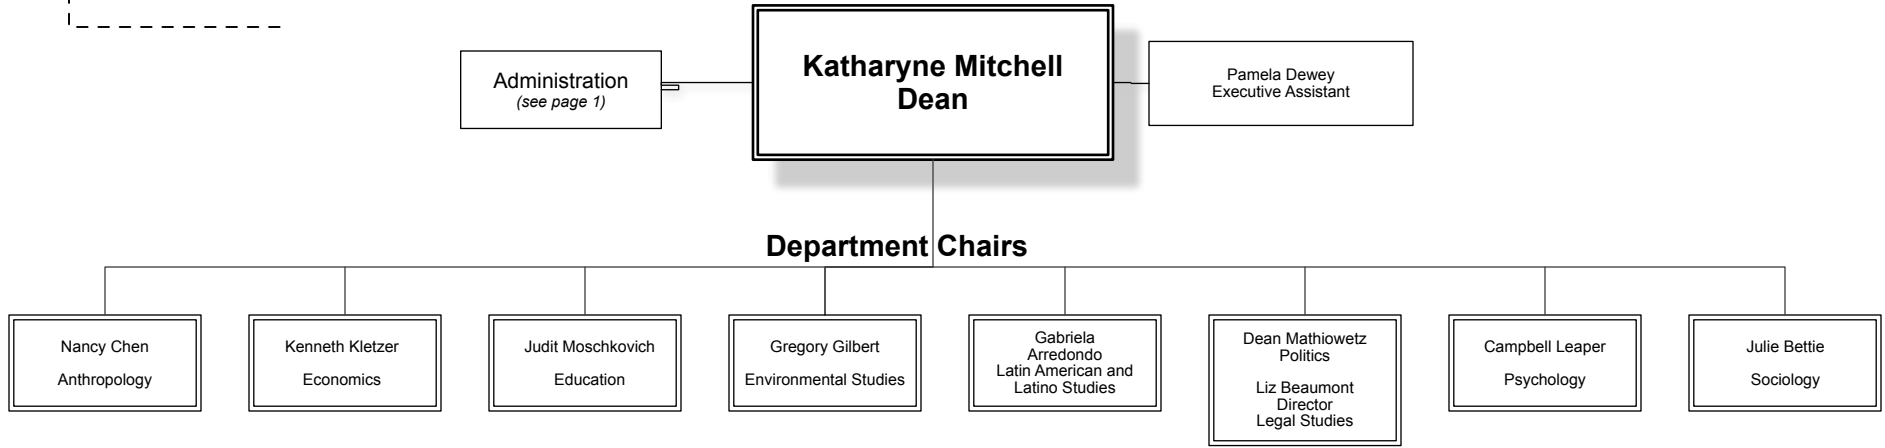 Katharyne Mitchell
Dean
Administration
(see page 1)
Pamela Dewey
Executive Assistant
Department Chairs
Nancy Chen
Anthropology
Kenneth Kletzer
Economics
Judit Moschkovich
Education
Gregory Gilbert
Environmental Studies
Gabriela
Arredondo
Latin American and
Latino Studies
Dean Mathiowetz
Politics
Liz Beaumont
Director
Legal Studies
Campbell Leaper
Psychology
Julie Bettie
Sociology